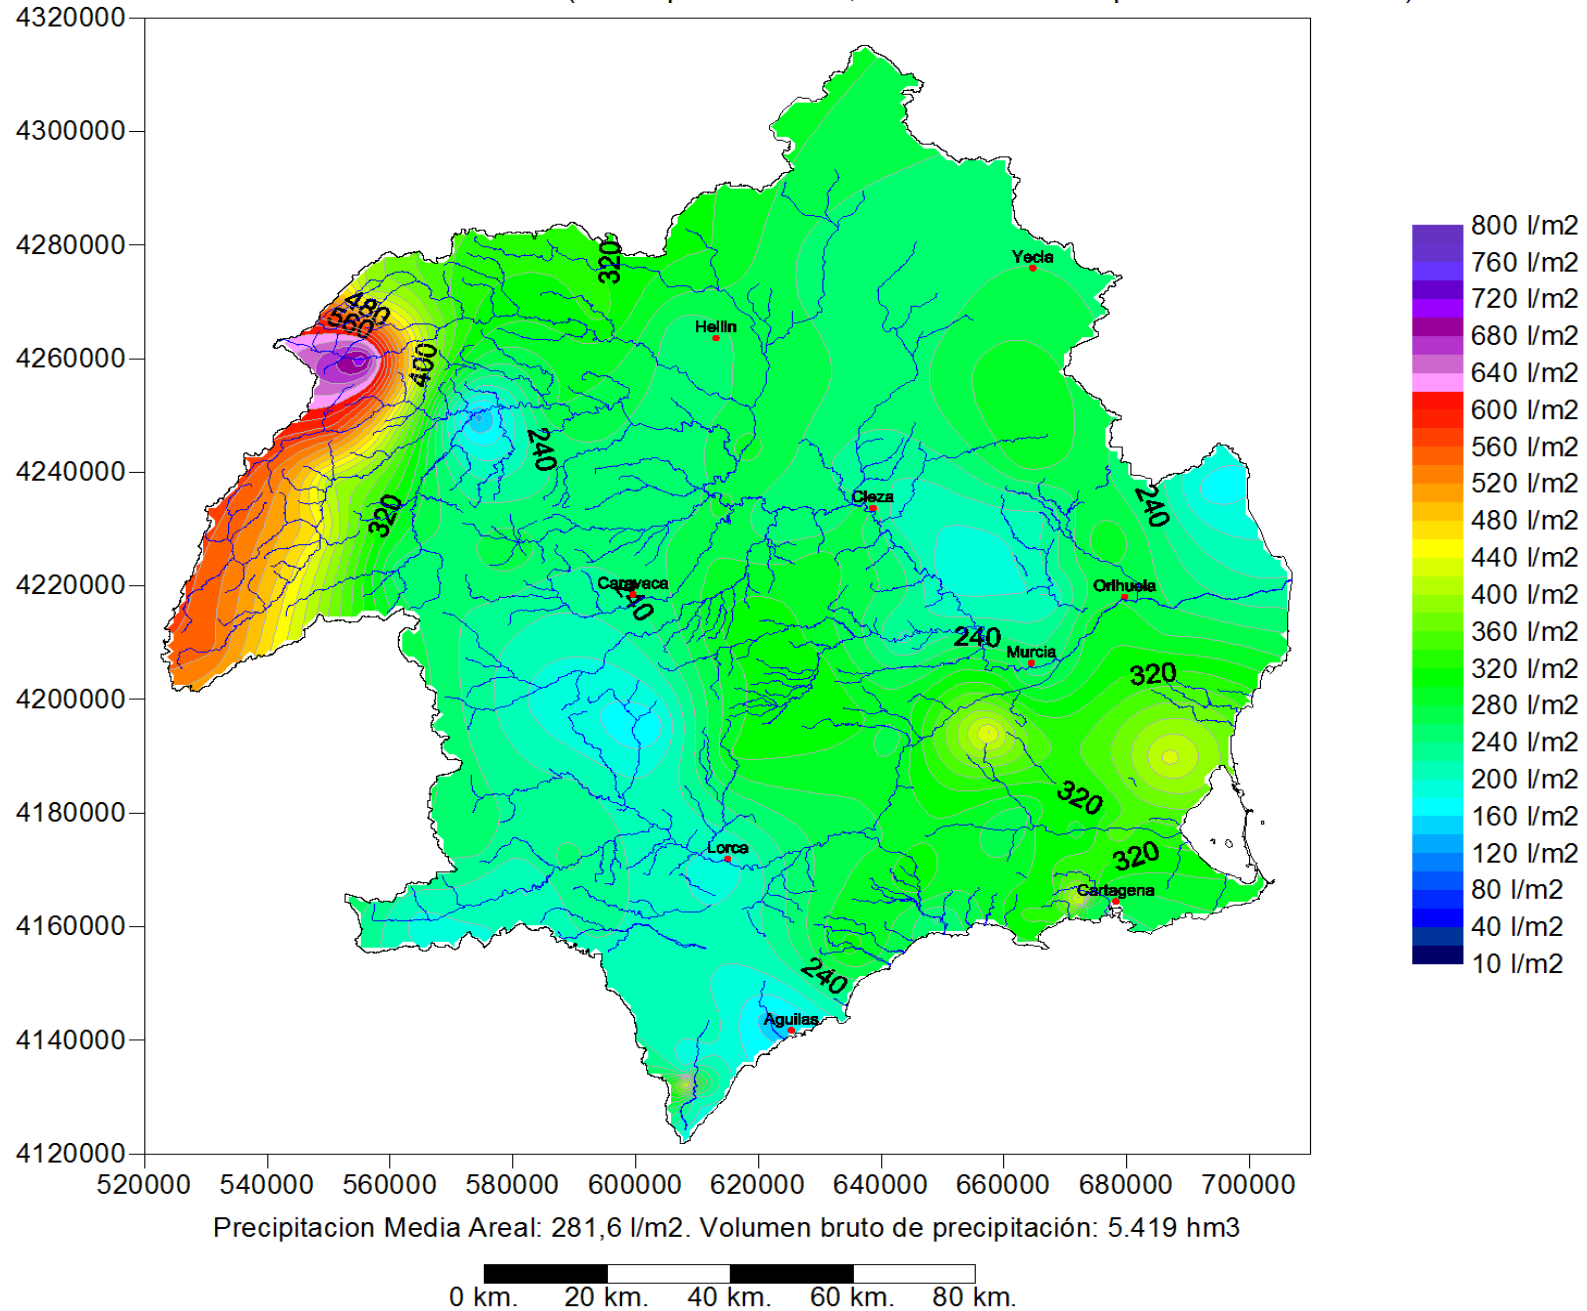 4320000
4300000
4280000
4260000
4240000
4220000
4200000
4180000
4160000
4140000
4120000
520000 540000 560000 580000 600000 620000 640000 660000 680000 700000
320
Yecla
480
560
Hellin
400
240
Cieza
240
320
Caravaca
240
Orihuela
240
Murcia
320
320
Lorca
320
Cartagena
240
Aguilas
800 l/m2
760 l/m2
720 l/m2
680 l/m2
640 l/m2
600 l/m2
560 l/m2
520 l/m2
480 l/m2
440 l/m2
400 l/m2
360 l/m2
320 l/m2
280 l/m2
240 l/m2
200 l/m2
160 l/m2
120 l/m2
80 l/m2
40 l/m2
10 l/m2
Precipitacion Media Areal: 281,6 l/m2. Volumen bruto de precipitación: 5.419 hm3
0 km. 20 km. 40 km. 60 km. 80 km.